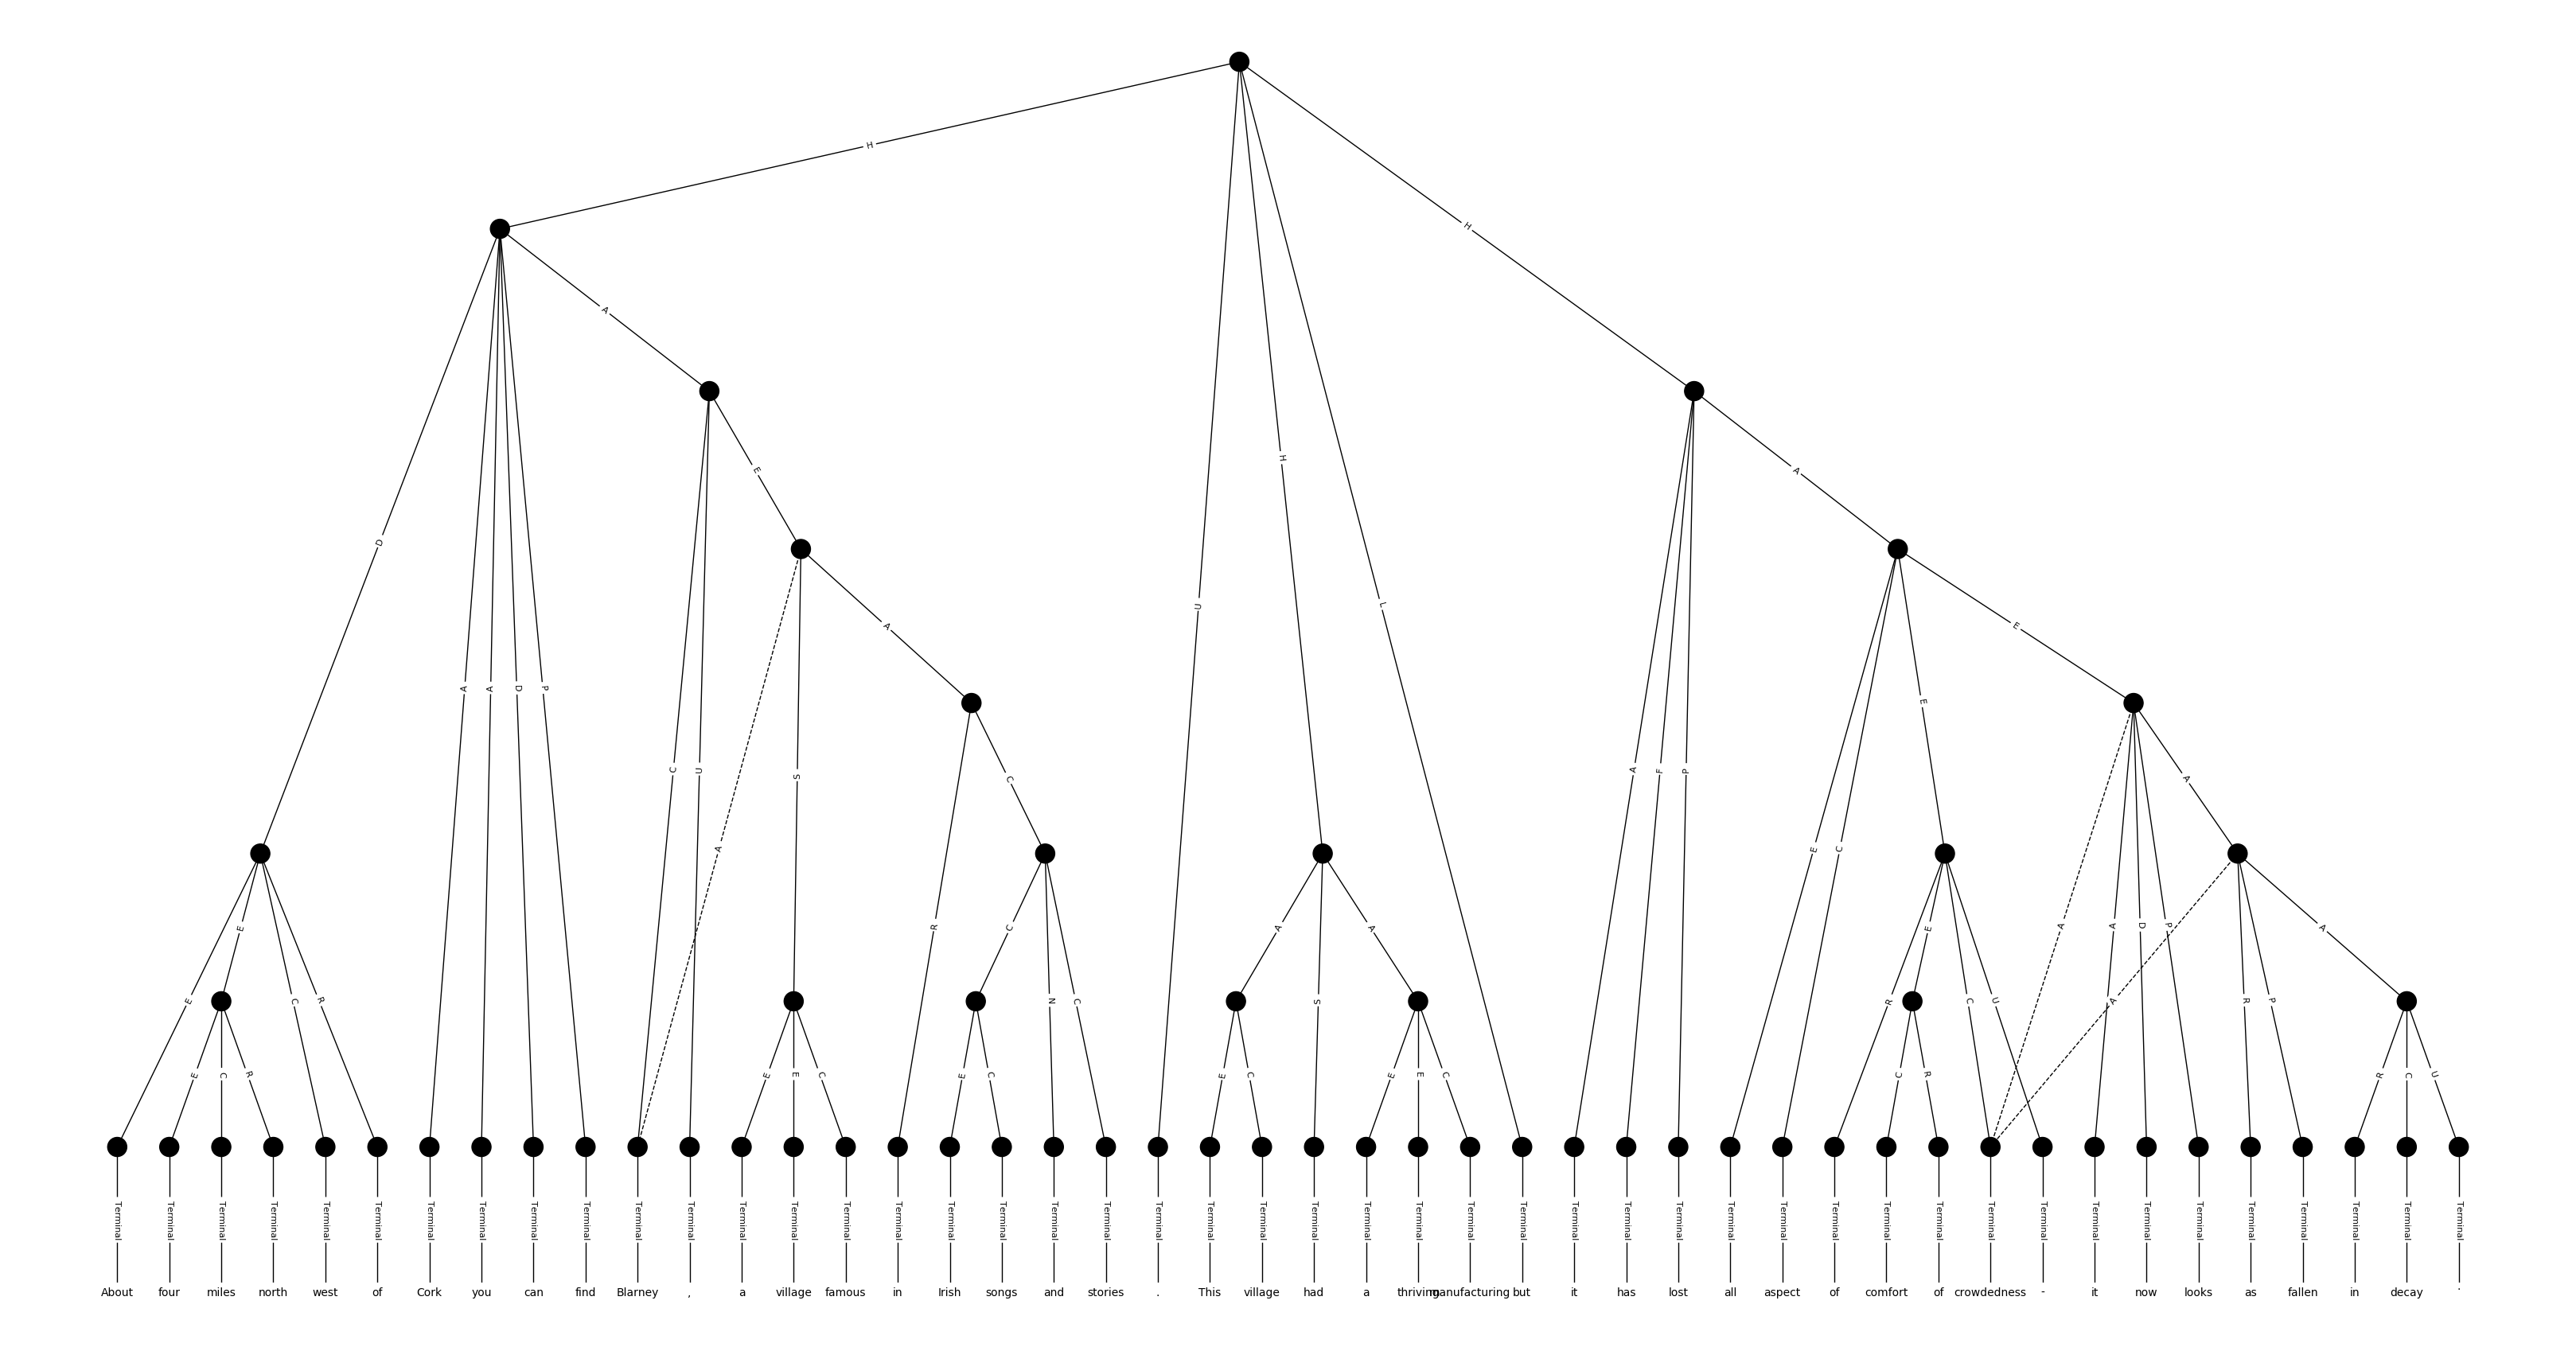 H
H
A
E
A
E
D
A
A
D
P
C
U
A
S
A
R
C
U
H
L
A
F
P
E
C
E
A
A
D
P
A
E
E
C
R
C
N
C
A
S
A
R
E
C
U
A
R
P
A
E
C
R
E
E
C
E
C
E
C
E
E
C
C
R
R
C
U
Terminal Terminal Terminal Terminal Terminal Terminal Terminal Terminal Terminal Terminal Terminal Terminal Terminal Terminal Terminal Terminal Terminal Terminal Terminal Terminal Terminal Terminal Terminal Terminal Terminal Terminal Terminal Terminal Terminal Terminal Terminal Terminal Terminal Terminal Terminal Terminal Terminal Terminal Terminal Terminal Terminal Terminal Terminal Terminal Terminal Terminal
About four miles north west of Cork you can find Blarney , a village famous in Irish songs and stories . This village had a thriving manufacturing but it has lost all aspect of comfort of crowdedness - it now looks as fallen in decay .